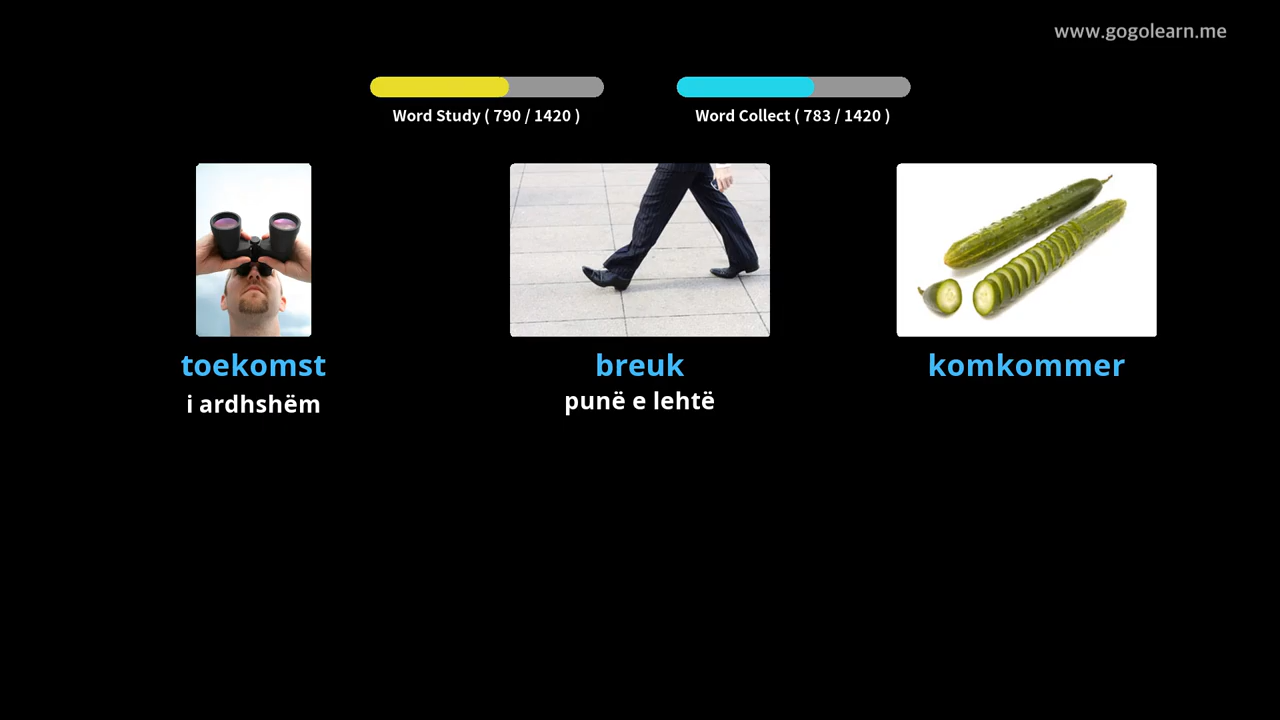 www.gogolearn.me
Word Study ( 790 / 1420 )
Word Collect ( 783 / 1420 )
toekomst
breuk
komkommer
i ardhshëm
punë e lehtë